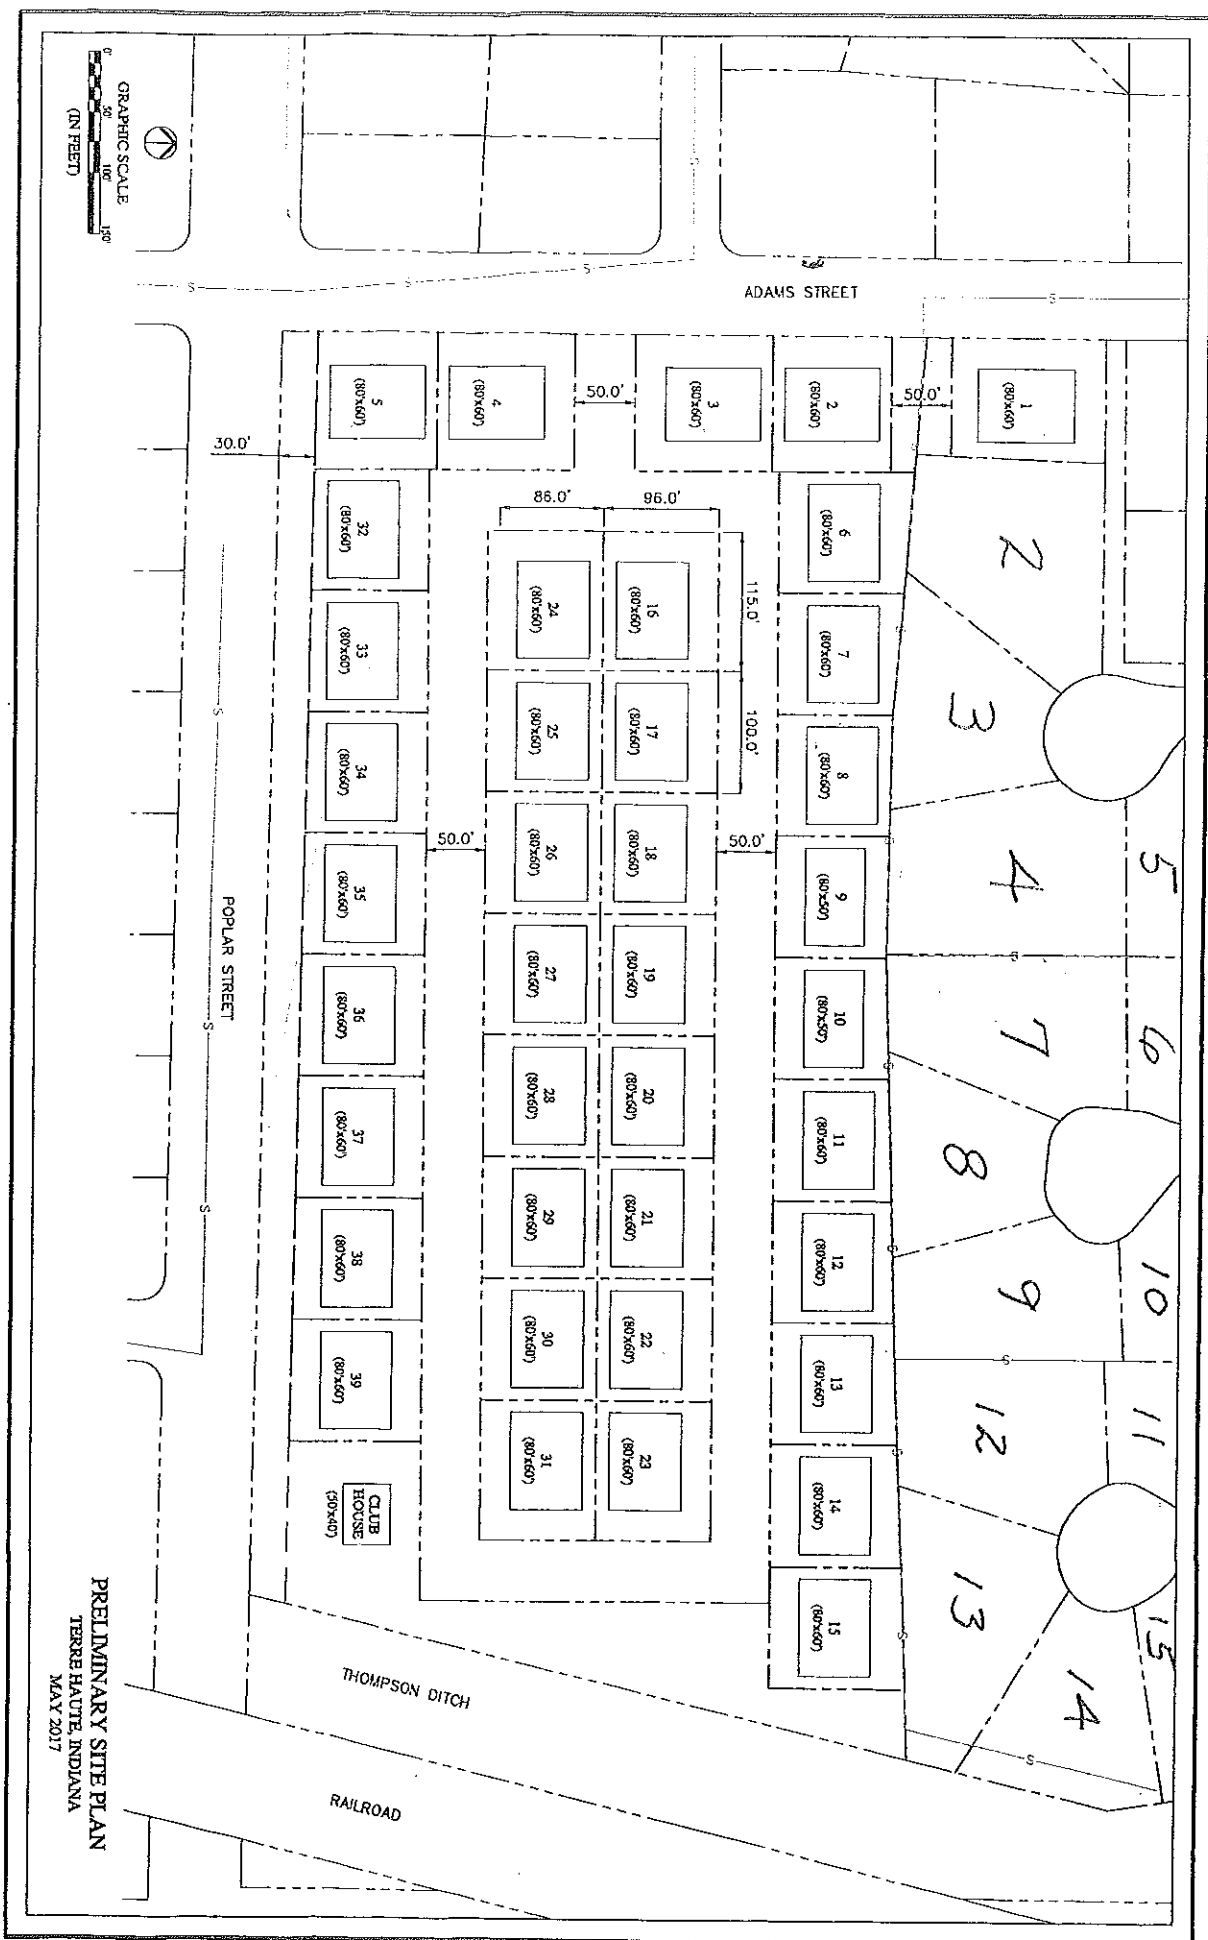 GRAPHIC SCALE
0' 50' 100' 150'
(IN FEET)
ADAMS STREET
S
S
S
S
S
5
(80'x60')
4
(80'x60')
50.0'
3
(80'x60')
2
(80'x60')
50.0'
1
(80'x60')
30.0'
86.0'
96.0'
115.0'
100.0'
50.0'
50.0'
6
(80'x60')
7
(80'x60')
8
(80'x60')
9
(80'x50')
10
(80'x50')
11
(80'x60')
12
(80'x60')
13
(80'x60')
14
(80'x60')
15
(80'x60')
16
(80'x60')
17
(80'x60')
18
(80'x60')
19
(80'x60')
20
(80'x60')
21
(80'x60')
22
(80'x60')
23
(80'x60')
24
(80'x60')
25
(80'x60')
26
(80'x60')
27
(80'x60')
28
(80'x60')
29
(80'x60')
30
(80'x60')
31
(80'x60')
32
(80'x60')
33
(80'x60')
34
(80'x60')
35
(80'x60')
36
(80'x60')
37
(80'x60')
38
(80'x60')
39
(80'x60')
CLUB
HOUSE
(50'x40')
2
3
4
5
6
7
8
9
10
11
12
13
14
15
S
S
S
S
S
S
S
S
S
S
S
S
S
S
POPLAR STREET
THOMPSON DITCH
RAILROAD
PRELIMINARY SITE PLAN
TERRE HAUTE, INDIANA
MAY 2017